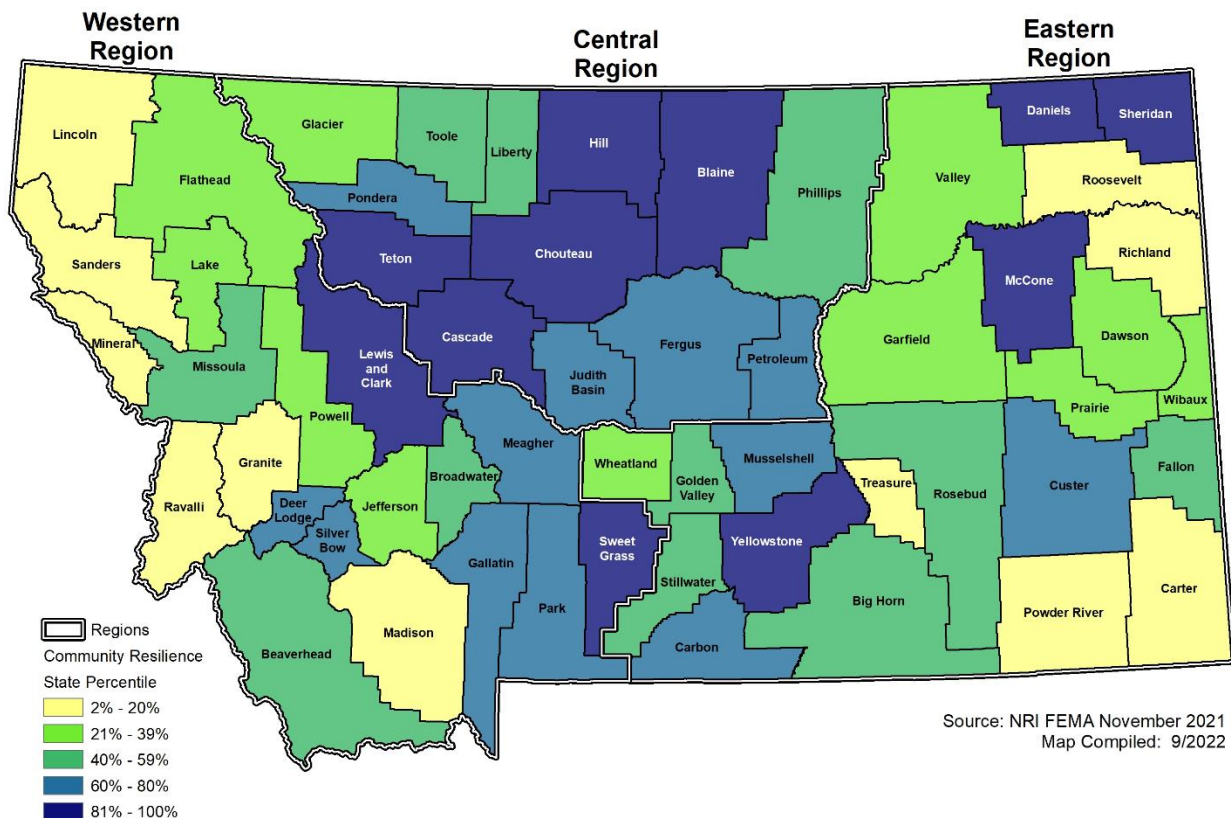 Western
Region
Central
Region
Eastern
Region
Lincoln
Flathead
Glacier
Toole
Liberty
Hill
Blaine
Phillips
Valley
Daniels
Sheridan
Roosevelt
Pondera
Sanders
Lake
Teton
Chouteau
Richland
McCone
Mineral
Missoula
Lewis
and
Clark
Cascade
Judith
Basin
Fergus
Petroleum
Garfield
Dawson
Prairie
Wibaux
Powell
Granite
Ravalli
Meagher
Broadwater
Wheatland
Golden
Valley
Musselshell
Treasure
Rosebud
Custer
Fallon
Deer
Lodge
Silver
Bow
Jefferson
Gallatin
Park
Sweet
Grass
Stillwater
Yellowstone
Big Horn
Powder River
Carter
Beaverhead
Madison
Carbon
Regions
Community Resilience
State Percentile
2% - 20%
21% - 39%
40% - 59%
60% - 80%
81% - 100%
Source: NRI FEMA November 2021
Map Compiled: 9/2022